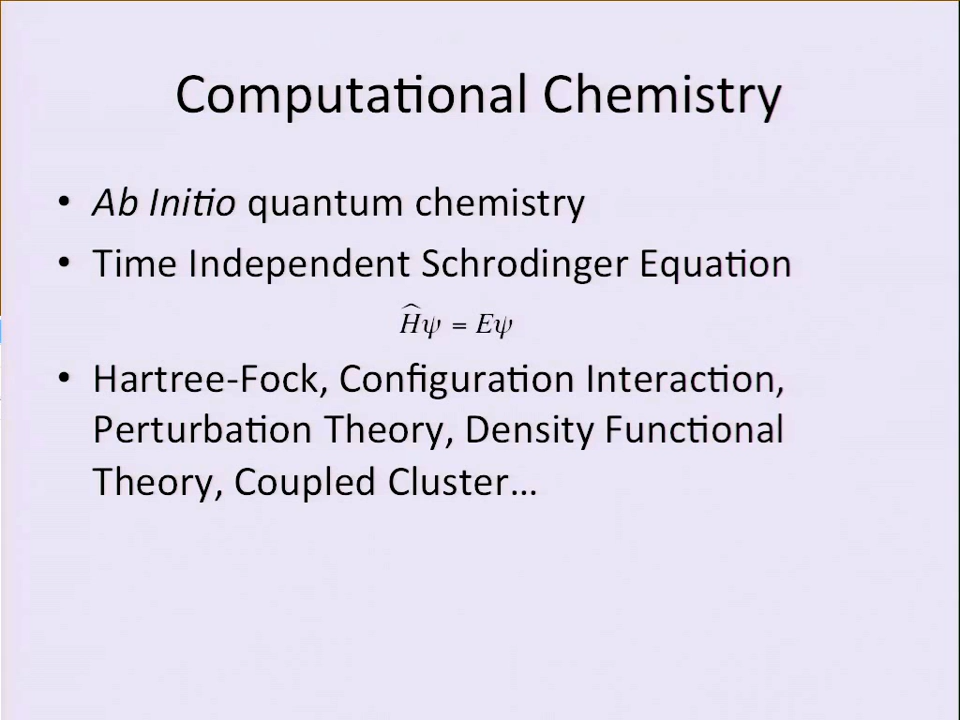 Computational Chemistry
• Ab Initio quantum chemistry
• Time Independent Schrodinger Equation
Ĥψ = Eψ
• Hartree-Fock, Configuration Interaction,
Perturbation Theory, Density Functional
Theory, Coupled Cluster…